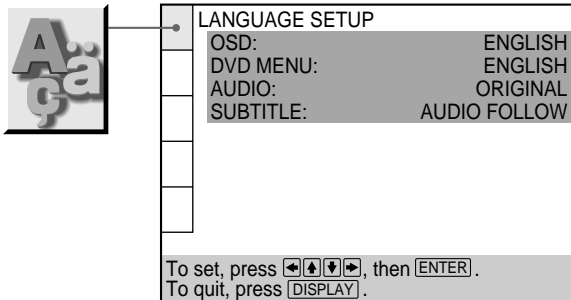 Aäç
LANGUAGE SETUP
OSD: ENGLISH
DVD MENU: ENGLISH
AUDIO: ORIGINAL
SUBTITLE: AUDIO FOLLOW
To set, press ←↑↓→, then ENTER.
To quit, press DISPLAY.